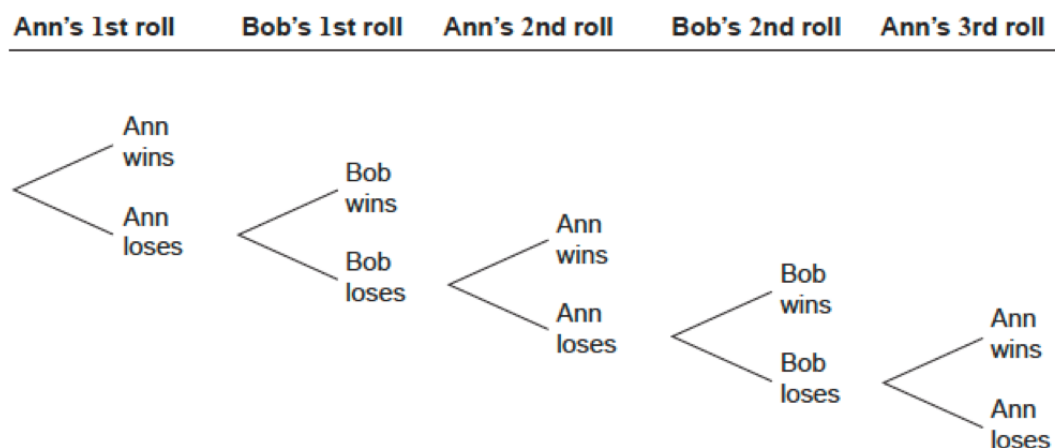 Ann's 1st roll Bob's 1st roll Ann's 2nd roll Bob's 2nd roll Ann's 3rd roll
Ann
wins
Ann
loses
Bob
wins
Bob
loses
Ann
wins
Ann
loses
Bob
wins
Bob
loses
Ann
wins
Ann
loses